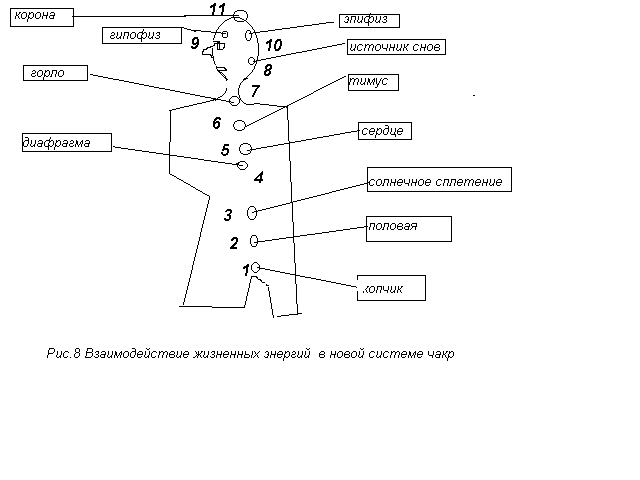 корона
11
эпифиз
гипофиз
9
10
источник снов
8
горло
7
тимус
6
сердце
5
диафрагма
4
солнечное сплетение
3
половая
2
1
копчик
Рис.8 Взаимодействие жизненных энергий в новой системе чакр